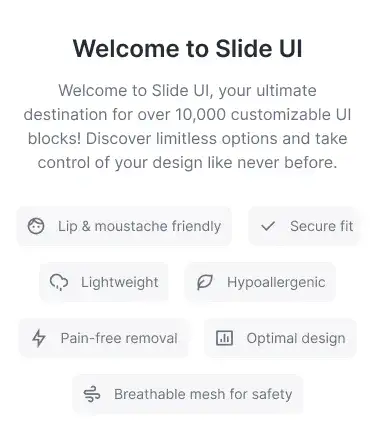 Welcome to Slide UI
Welcome to Slide UI, your ultimate
destination for over 10,000 customizable UI
blocks! Discover limitless options and take
control of your design like never before.
Lip & moustache friendly
Secure fit
Lightweight
Hypoallergenic
Pain-free removal
Optimal design
Breathable mesh for safety